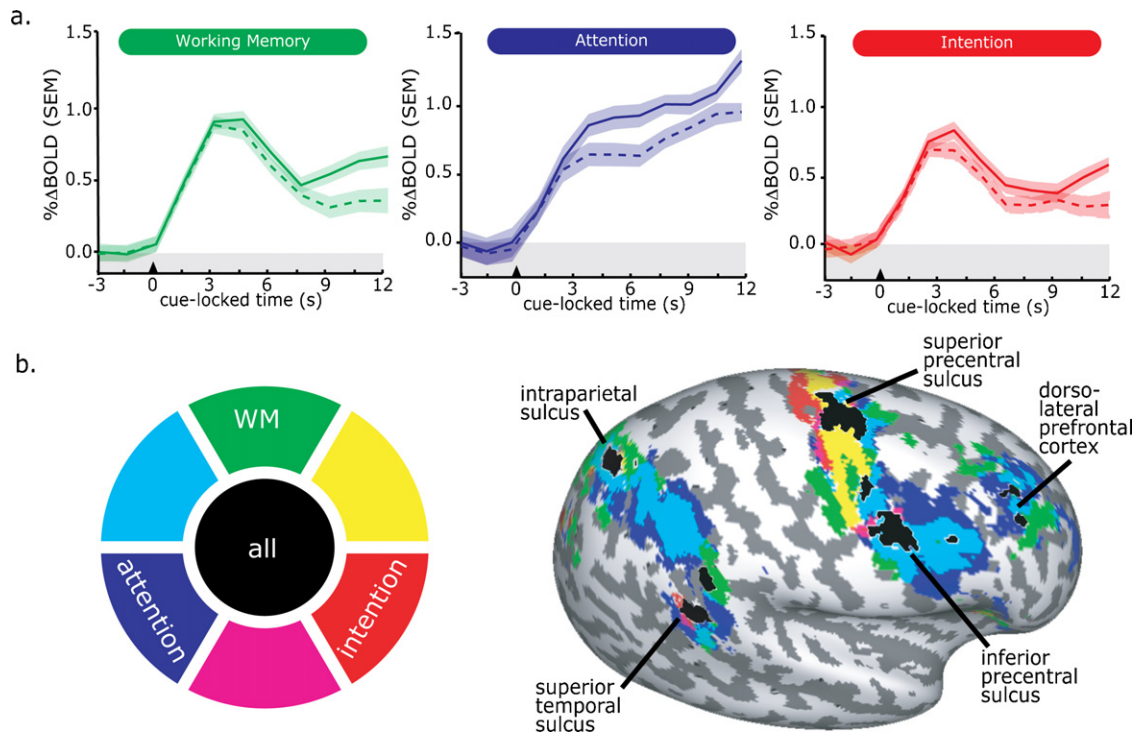 a.
Working Memory
Attention
Intention
%ΔBOLD (SEM)
1.5
1.0
0.5
0.0
-3 0 3 6 9 12
cue-locked time (s)
%ΔBOLD (SEM)
1.5
1.0
0.5
0.0
-3 0 3 6 9 12
cue-locked time (s)
%ΔBOLD (SEM)
1.5
1.0
0.5
0.0
-3 0 3 6 9 12
cue-locked time (s)
b.
WM
all
attention
intention
intraparietal
sulcus
superior
precentral
sulcus
dorso-
lateral
prefrontal
cortex
superior
temporal
sulcus
inferior
precentral
sulcus